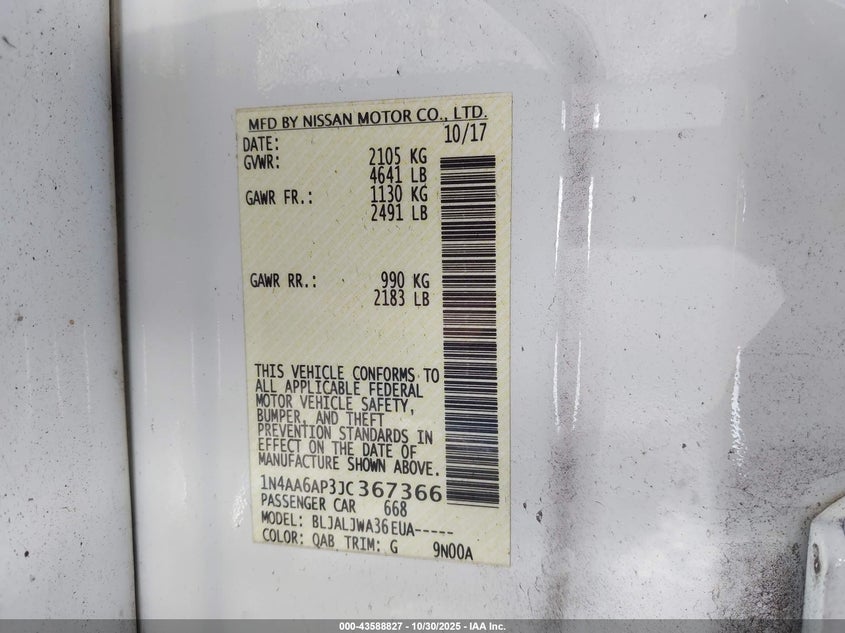 MFD BY NISSAN MOTOR CO., LTD.
DATE: 10/17
GVWR: 2105 KG
4641 LB
GAWR FR.: 1130 KG
2491 LB
GAWR RR.: 990 KG
2183 LB
THIS VEHICLE CONFORMS TO
ALL APPLICABLE FEDERAL
MOTOR VEHICLE SAFETY,
BUMPER, AND THEFT
PREVENTION STANDARDS IN
EFFECT ON THE DATE OF
MANUFACTURE SHOWN ABOVE.
1N4AA6AP3JC367366
PASSENGER CAR 668
MODEL: BLJALJWA36EUA-----
COLOR: QAB TRIM: G 9N00A
000-43588827 - 10/30/2025 - IAA Inc.